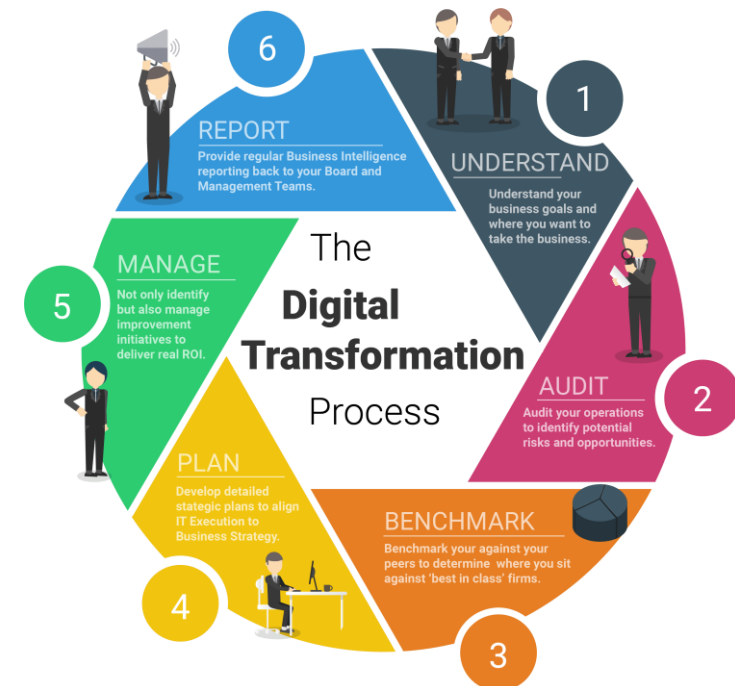 The
Digital
Transformation
Process
1
UNDERSTAND
Understand your
business goals and
where you want to
take the business.
2
AUDIT
Audit your operations
to identify potential
risks and opportunities.
3
BENCHMARK
Benchmark your against your
peers to determine where you sit
against ‘best in class’ firms.
4
PLAN
Develop detailed
stategic plans to align
IT Execution to
Business Strategy.
5
MANAGE
Not only identify
but also manage
improvement
initiatives to
deliver real ROI.
6
REPORT
Provide regular Business Intelligence
reporting back to your Board and
Management Teams.